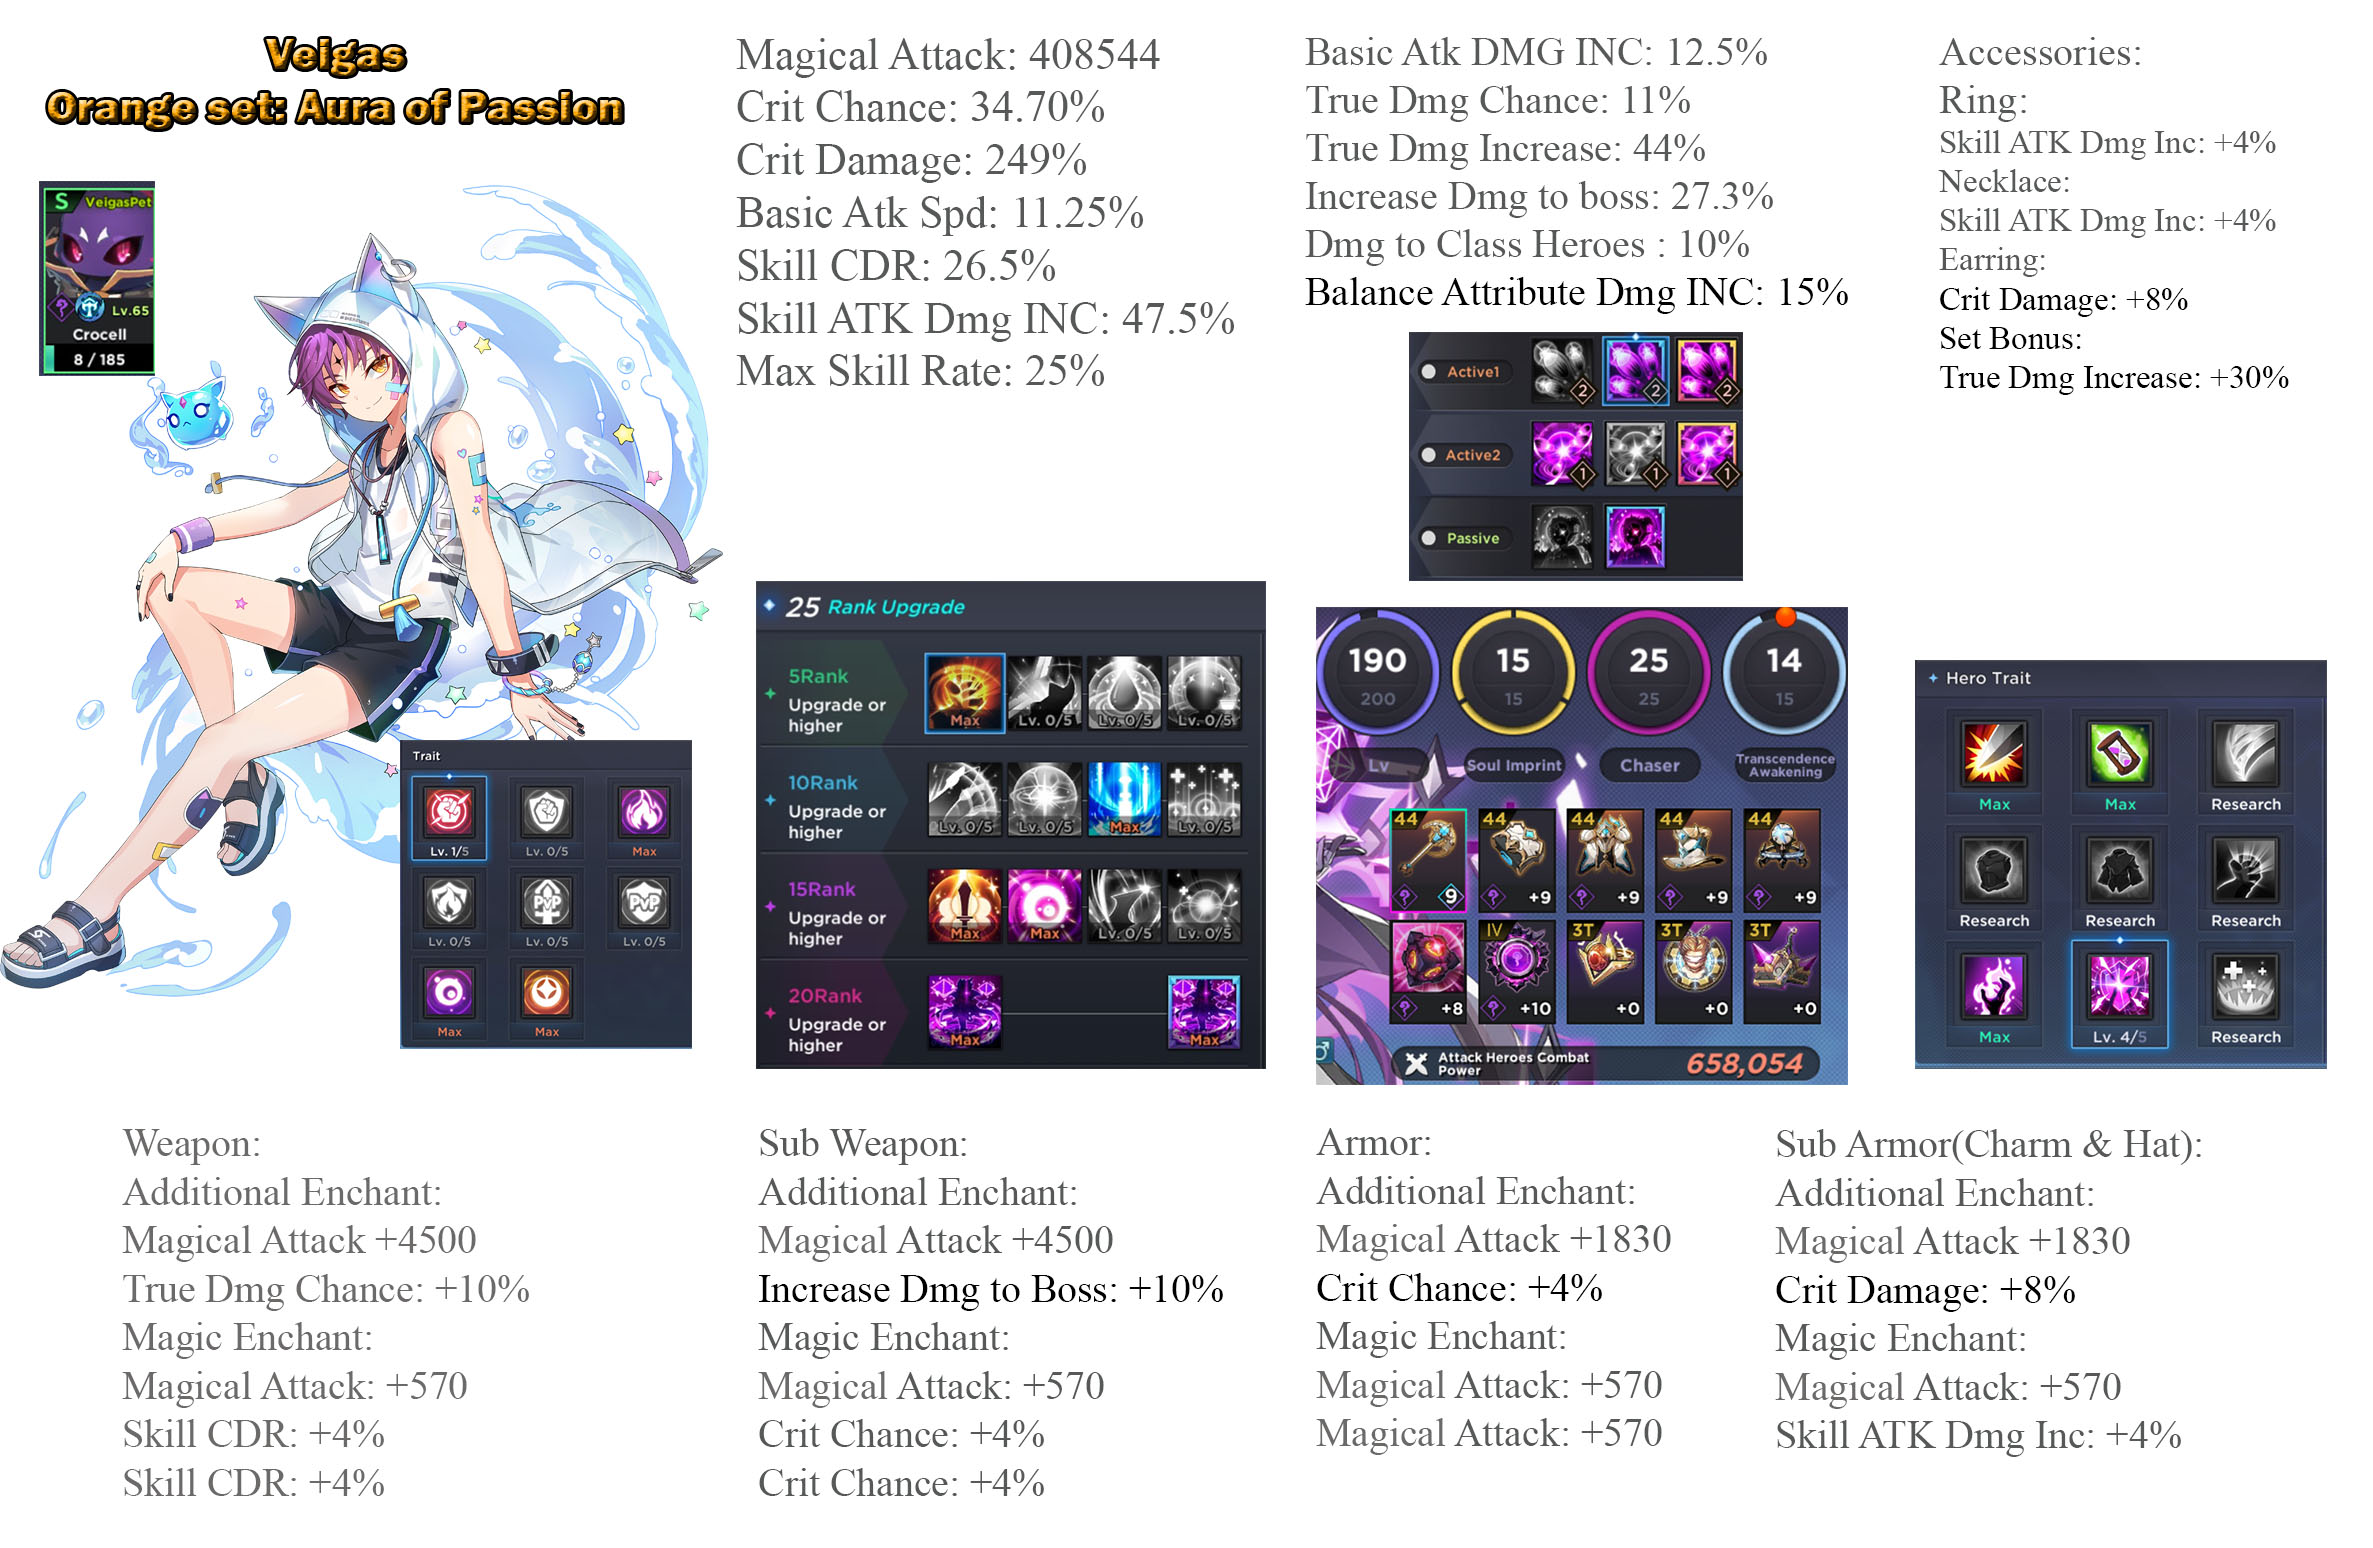 Veigas
Orange set: Aura of Passion
S VeigasPet
Lv.65
Crocell
8 / 185
Magical Attack: 408544
Crit Chance: 34.70%
Crit Damage: 249%
Basic Atk Spd: 11.25%
Skill CDR: 26.5%
Skill ATK Dmg INC: 47.5%
Max Skill Rate: 25%
Basic Atk DMG INC: 12.5%
True Dmg Chance: 11%
True Dmg Increase: 44%
Increase Dmg to boss: 27.3%
Dmg to Class Heroes : 10%
Balance Attribute Dmg INC: 15%
Accessories:
Ring:
Skill ATK Dmg Inc: +4%
Necklace:
Skill ATK Dmg Inc: +4%
Earring:
Crit Damage: +8%
Set Bonus:
True Dmg Increase: +30%
Active1 2 2 2
Active2 1 1 1
Passive
Trait
Lv. 1/5 Lv. 0/5 Max
Lv. 0/5 Lv. 0/5 Lv. 0/5
PVP PVP
Max Max
25 Rank Upgrade
5Rank
Upgrade or
higher
Max Lv. 0/5 Lv. 0/5 Lv. 0/5
10Rank
Upgrade or
higher
Lv. 0/5 Lv. 0/5 Max Lv. 0/5
15Rank
Upgrade or
higher
Max Max Lv. 0/5 Lv. 0/5
20Rank
Upgrade or
higher
Max Max
190 15 25 14
200 15 25 15
Lv Soul Imprint Chaser Transcendence
Awakening
44 44 44 44 44
9 +9 +9 +9 +9
IV 3T 3T 3T
+8 +10 +0 +0 +0
Attack Heroes Combat
Power
658,054
Hero Trait
Max Max Research
Research Research Research
Max Lv. 4/5 Research
Weapon:
Additional Enchant:
Magical Attack +4500
True Dmg Chance: +10%
Magic Enchant:
Magical Attack: +570
Skill CDR: +4%
Skill CDR: +4%
Sub Weapon:
Additional Enchant:
Magical Attack +4500
Increase Dmg to Boss: +10%
Magic Enchant:
Magical Attack: +570
Crit Chance: +4%
Crit Chance: +4%
Armor:
Additional Enchant:
Magical Attack +1830
Crit Chance: +4%
Magic Enchant:
Magical Attack: +570
Magical Attack: +570
Sub Armor(Charm & Hat):
Additional Enchant:
Magical Attack +1830
Crit Damage: +8%
Magic Enchant:
Magical Attack: +570
Skill ATK Dmg Inc: +4%